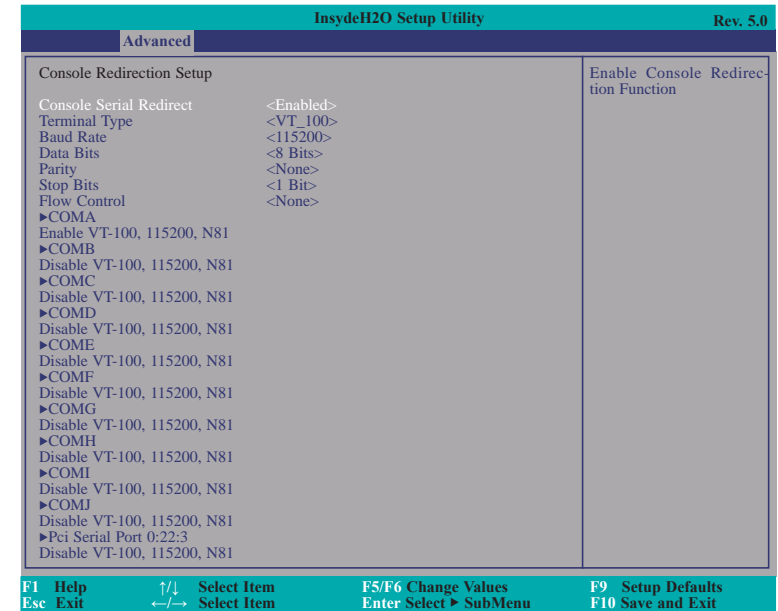 InsydeH2O Setup Utility Rev. 5.0
Advanced
Console Redirection Setup
Console Serial Redirect <Enabled>
Terminal Type <VT_100>
Baud Rate <115200>
Data Bits <8 Bits>
Parity <None>
Stop Bits <1 Bit>
Flow Control <None>
▶COMA
Enable VT-100, 115200, N81
▶COMB
Disable VT-100, 115200, N81
▶COMC
Disable VT-100, 115200, N81
▶COMD
Disable VT-100, 115200, N81
▶COME
Disable VT-100, 115200, N81
▶COMF
Disable VT-100, 115200, N81
▶COMG
Disable VT-100, 115200, N81
▶COMH
Disable VT-100, 115200, N81
▶COMI
Disable VT-100, 115200, N81
▶COMJ
Disable VT-100, 115200, N81
▶Pci Serial Port 0:22:3
Disable VT-100, 115200, N81
Enable Console Redirec-
tion Function
F1 Help ↑/↓ Select Item F5/F6 Change Values F9 Setup Defaults
Esc Exit ←/→ Select Item Enter Select ▶ SubMenu F10 Save and Exit